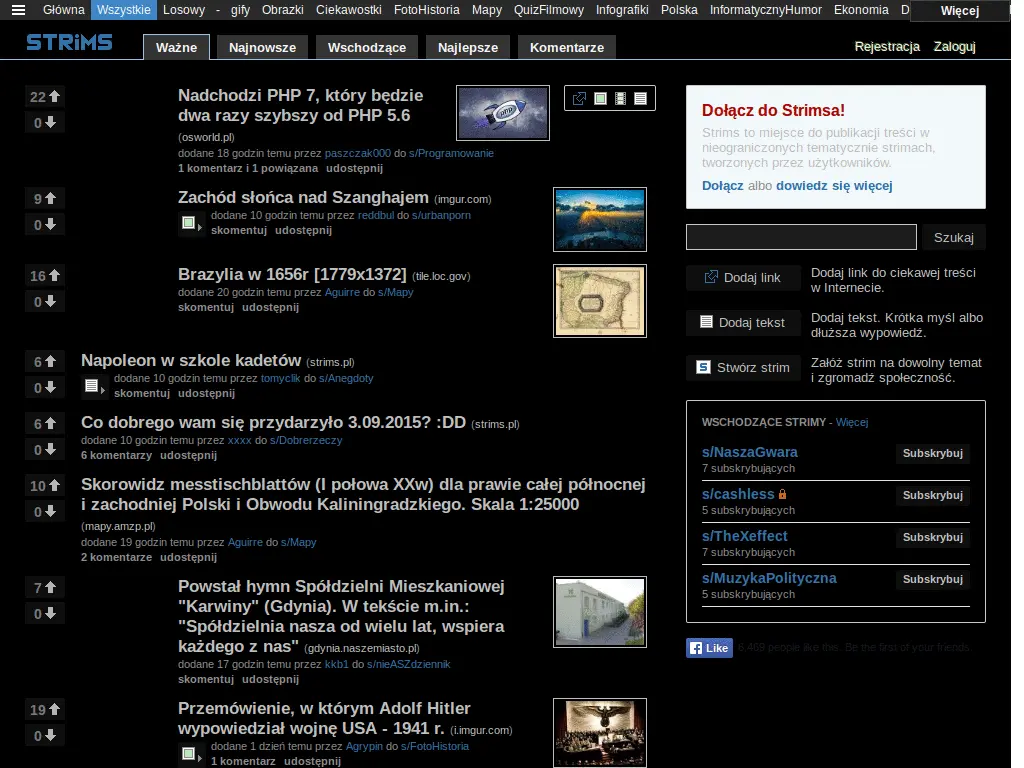 Główna Wszystkie Losowy - gify Obrazki Ciekawostki FotoHistoria Mapy QuizFilmowy Infografiki Polska InformatycznyHumor Ekonomia D Więcej
STRiMS
Ważne Najnowsze Wschodzące Najlepsze Komentarze
Rejestracja Zaloguj
22
0
Nadchodzi PHP 7, który będzie
dwa razy szybszy od PHP 5.6
(osworld.pl)
dodane 18 godzin temu przez paszczak000 do s/Programowanie
1 komentarz i 1 powiązana udostępnij
php
9
0
Zachód słońca nad Szanghajem (imgur.com)
dodane 10 godzin temu przez reddbul do s/urbanporn
skomentuj udostępnij
16
0
Brazylia w 1656r [1779x1372] (tile.loc.gov)
dodane 20 godzin temu przez Aguirre do s/Mapy
skomentuj udostępnij
6
0
Napoleon w szkole kadetów (strims.pl)
dodane 10 godzin temu przez tomyclik do s/Anegdoty
skomentuj udostępnij
6
0
Co dobrego wam się przydarzyło 3.09.2015? :DD (strims.pl)
dodane 10 godzin temu przez xxxx do s/Dobrerzeczy
6 komentarzy udostępnij
10
0
Skorowidz messtischblattów (I połowa XXw) dla prawie całej północnej
i zachodniej Polski i Obwodu Kaliningradzkiego. Skala 1:25000
(mapy.amzp.pl)
dodane 19 godzin temu przez Aguirre do s/Mapy
2 komentarze udostępnij
7
0
Powstał hymn Spółdzielni Mieszkaniowej
"Karwiny" (Gdynia). W tekście m.in.:
"Spółdzielnia nasza od wielu lat, wspiera
każdego z nas" (gdynia.naszemiasto.pl)
dodane 17 godzin temu przez kkb1 do s/nieASZdziennik
skomentuj udostępnij
19
0
Przemówienie, w którym Adolf Hitler
wypowiedział wojnę USA - 1941 r. (i.imgur.com)
dodane 1 dzień temu przez Agrypin do s/FotoHistoria
1 komentarz udostępnij
Dołącz do Strimsa!
Strims to miejsce do publikacji treści w
nieograniczonych tematycznie strimach,
tworzonych przez użytkowników.
Dołącz albo dowiedz się więcej
Szukaj
Dodaj link
Dodaj link do ciekawej treści
w Internecie.
Dodaj tekst
Dodaj tekst. Krótka myśl albo
dłuższa wypowiedź.
S Stwórz strim
Załóż strim na dowolny temat
i zgromadź społeczność.
WSCHODZĄCE STRIMY - Więcej
s/NaszaGwara Subskrybuj
7 subskrybujących
s/cashless Subskrybuj
5 subskrybujących
s/TheXeffect Subskrybuj
7 subskrybujących
s/MuzykaPolityczna Subskrybuj
5 subskrybujących
f Like 6,469 people like this. Be the first of your friends.